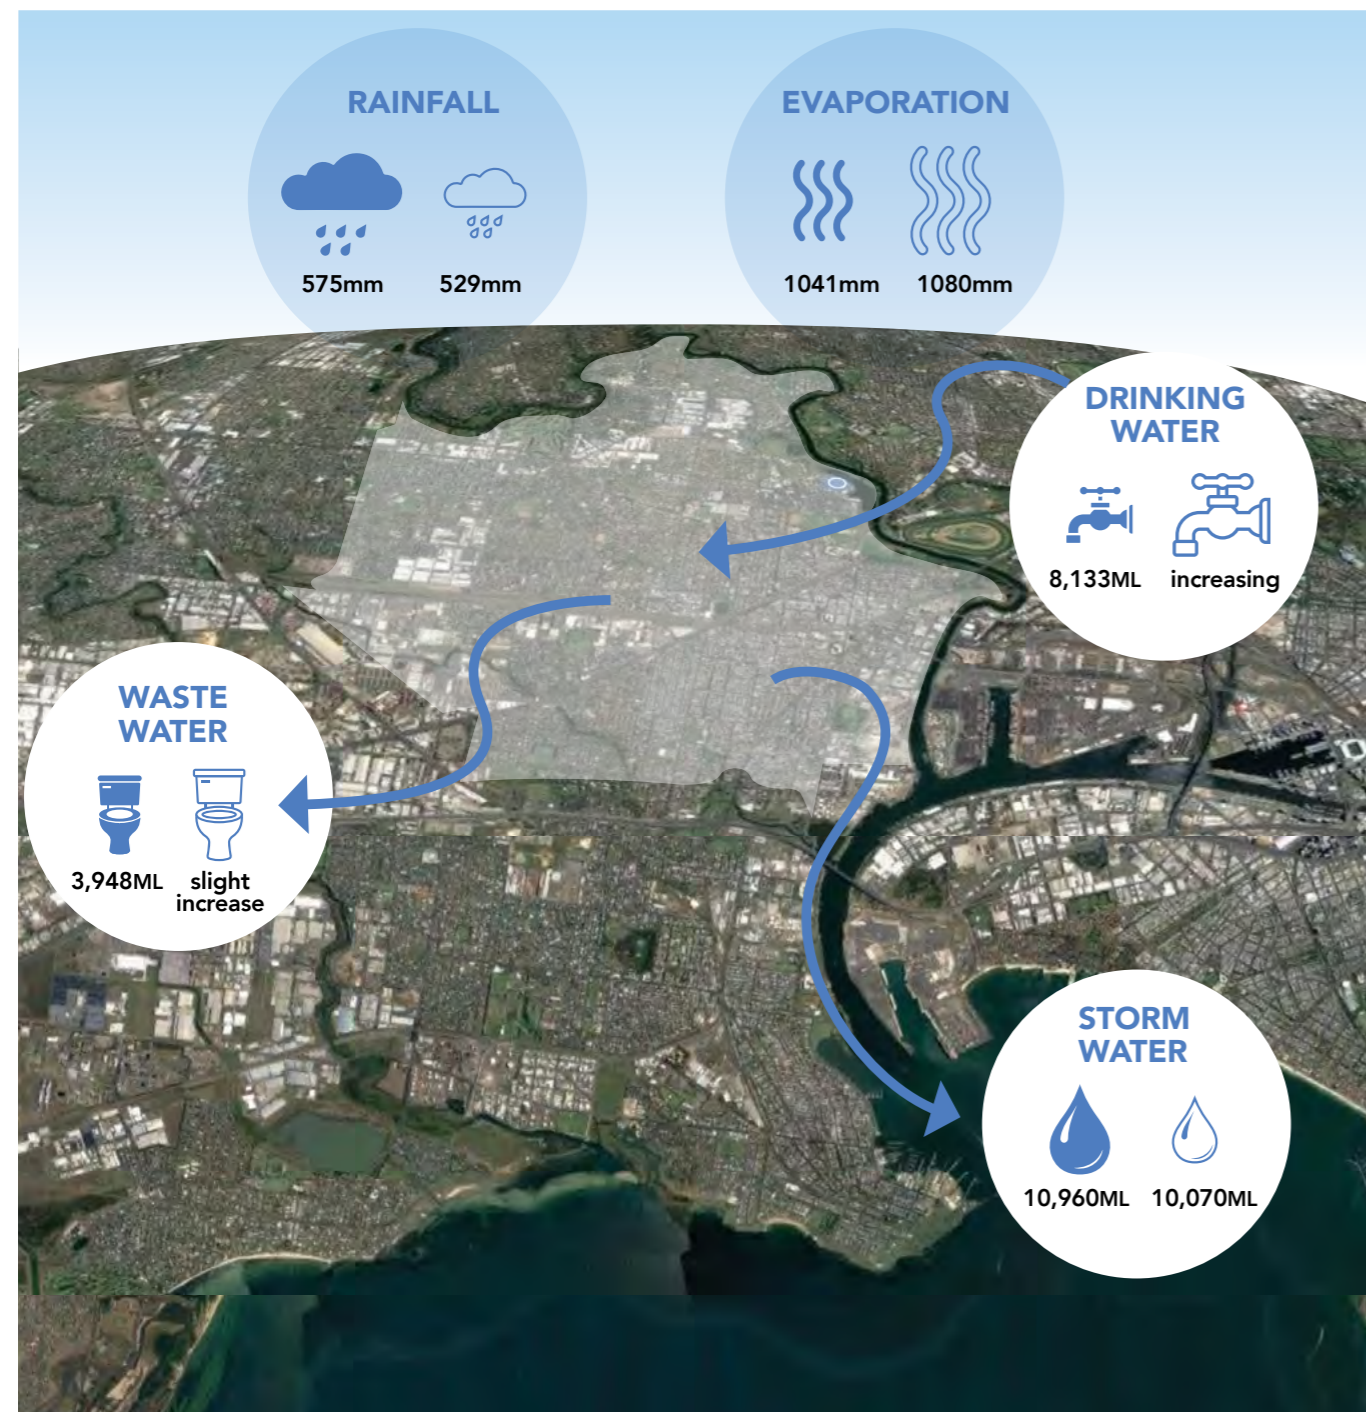 RAINFALL
575mm 529mm
EVAPORATION
1041mm 1080mm
DRINKING
WATER
8,133ML increasing
WASTE
WATER
3,948ML slight
increase
STORM
WATER
10,960ML 10,070ML